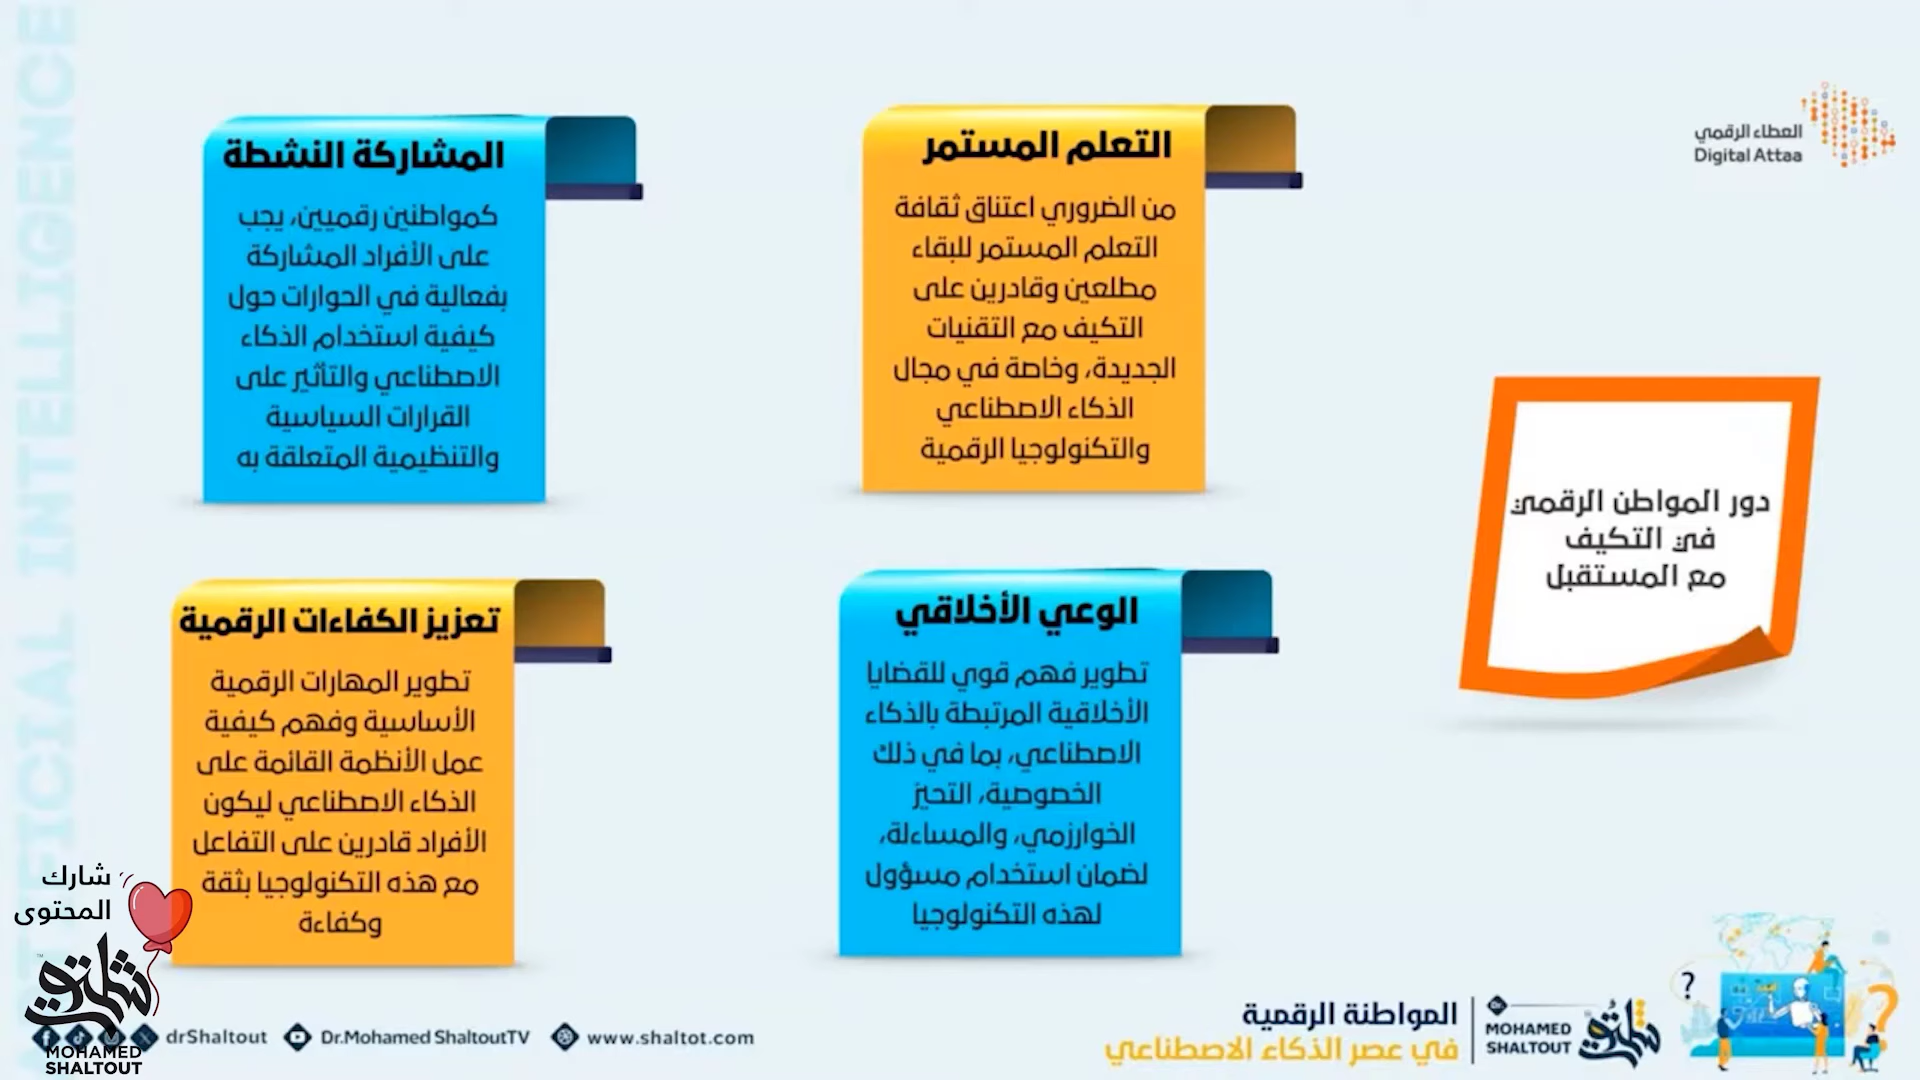 ARTIFICIAL INTELLIGENCE
العطاء الرقمي
Digital Attaa
دور المواطن الرقمي
في التكيف
مع المستقبل
التعلم المستمر
من الضروري اعتناق ثقافة
التعلم المستمر للبقاء
مطلعين وقادرين على
التكيف مع التقنيات
الجديدة، وخاصة في مجال
الذكاء الاصطناعي
والتكنولوجيا الرقمية
المشاركة النشطة
كمواطنين رقميين، يجب
على الأفراد المشاركة
بفعالية في الحوارات حول
كيفية استخدام الذكاء
الاصطناعي والتأثير على
القرارات السياسية
والتنظيمية المتعلقة به
الوعي الأخلاقي
تطوير فهم قوي للقضايا
الأخلاقية المرتبطة بالذكاء
الاصطناعي، بما في ذلك
الخصوصية، التحيز
الخوارزمي، والمساءلة،
لضمان استخدام مسؤول
لهذه التكنولوجيا
تعزيز الكفاءات الرقمية
تطوير المهارات الرقمية
الأساسية وفهم كيفية
عمل الأنظمة القائمة على
الذكاء الاصطناعي ليكون
الأفراد قادرين على التفاعل
مع هذه التكنولوجيا بثقة
وكفاءة
شارك
المحتوى
شلتوت
MOHAMED
SHALTOUT
drShaltout
Dr.Mohamed ShaltoutTV
www.shaltot.com
المواطنة الرقمية
في عصر الذكاء الاصطناعي
Dr.
MOHAMED
SHALTOUT
شلتوت